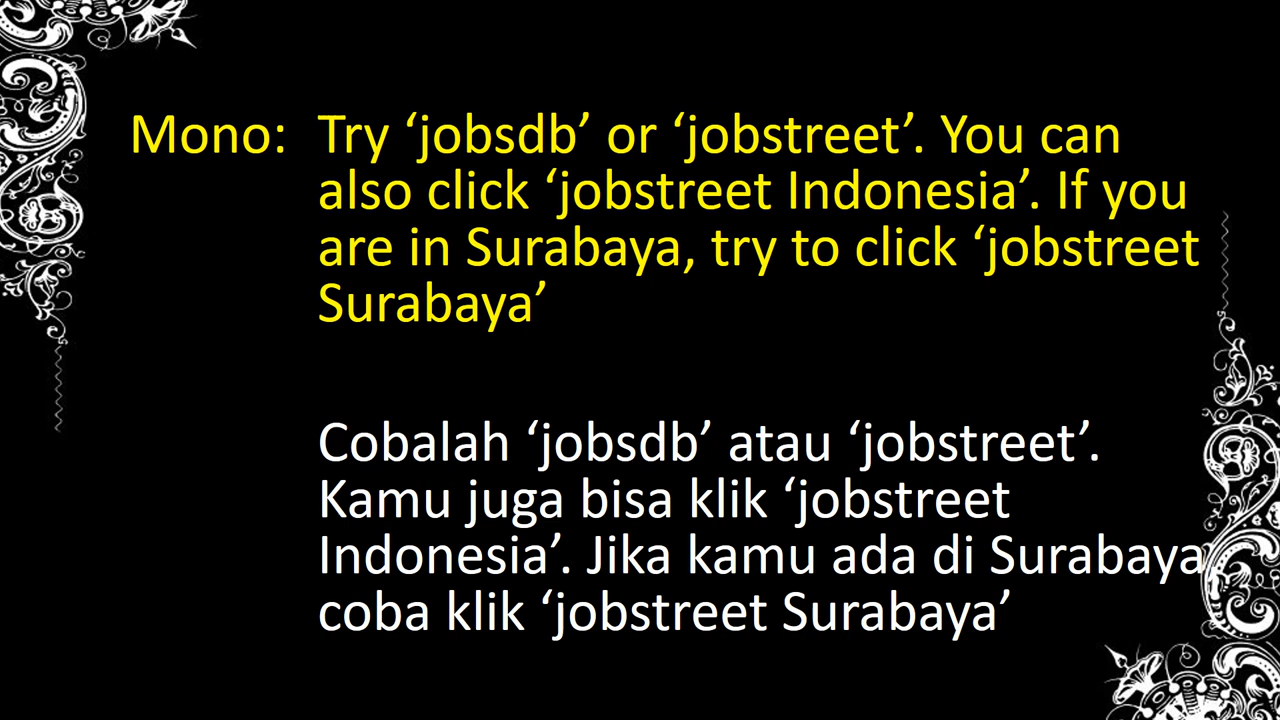 Mono: Try ‘jobsdb’ or ‘jobstreet’. You can
also click ‘jobstreet Indonesia’. If you
are in Surabaya, try to click ‘jobstreet
Surabaya’
Cobalah ‘jobsdb’ atau ‘jobstreet’.
Kamu juga bisa klik ‘jobstreet
Indonesia’. Jika kamu ada di Surabaya
coba klik ‘jobstreet Surabaya’